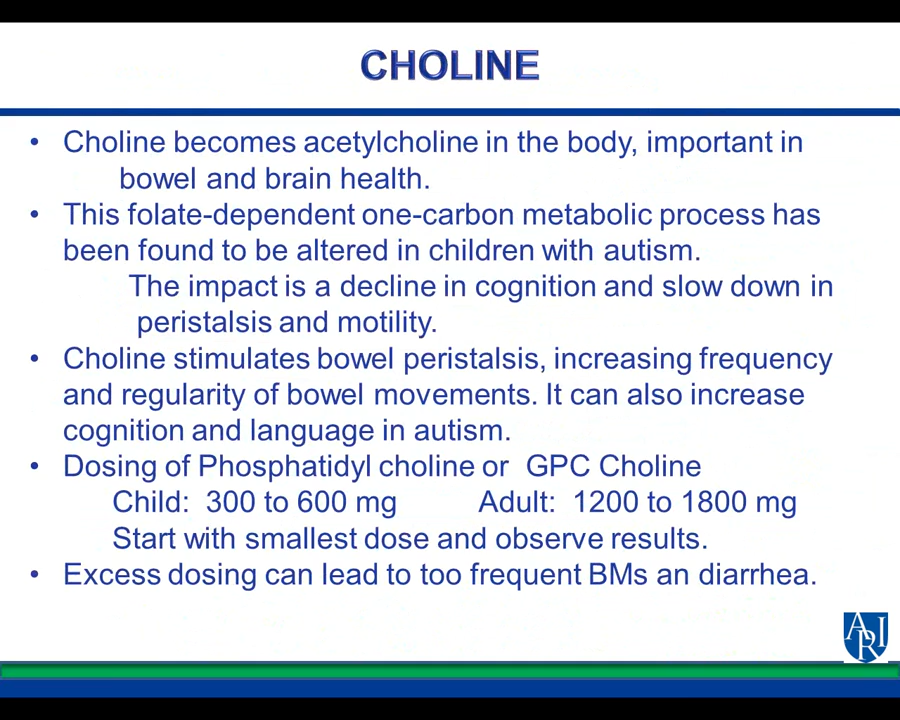 CHOLINE
• Choline becomes acetylcholine in the body, important in
bowel and brain health.
• This folate-dependent one-carbon metabolic process has
been found to be altered in children with autism.
The impact is a decline in cognition and slow down in
peristalsis and motility.
• Choline stimulates bowel peristalsis, increasing frequency
and regularity of bowel movements. It can also increase
cognition and language in autism.
• Dosing of Phosphatidyl choline or GPC Choline
Child: 300 to 600 mg Adult: 1200 to 1800 mg
Start with smallest dose and observe results.
• Excess dosing can lead to too frequent BMs an diarrhea.
ARI